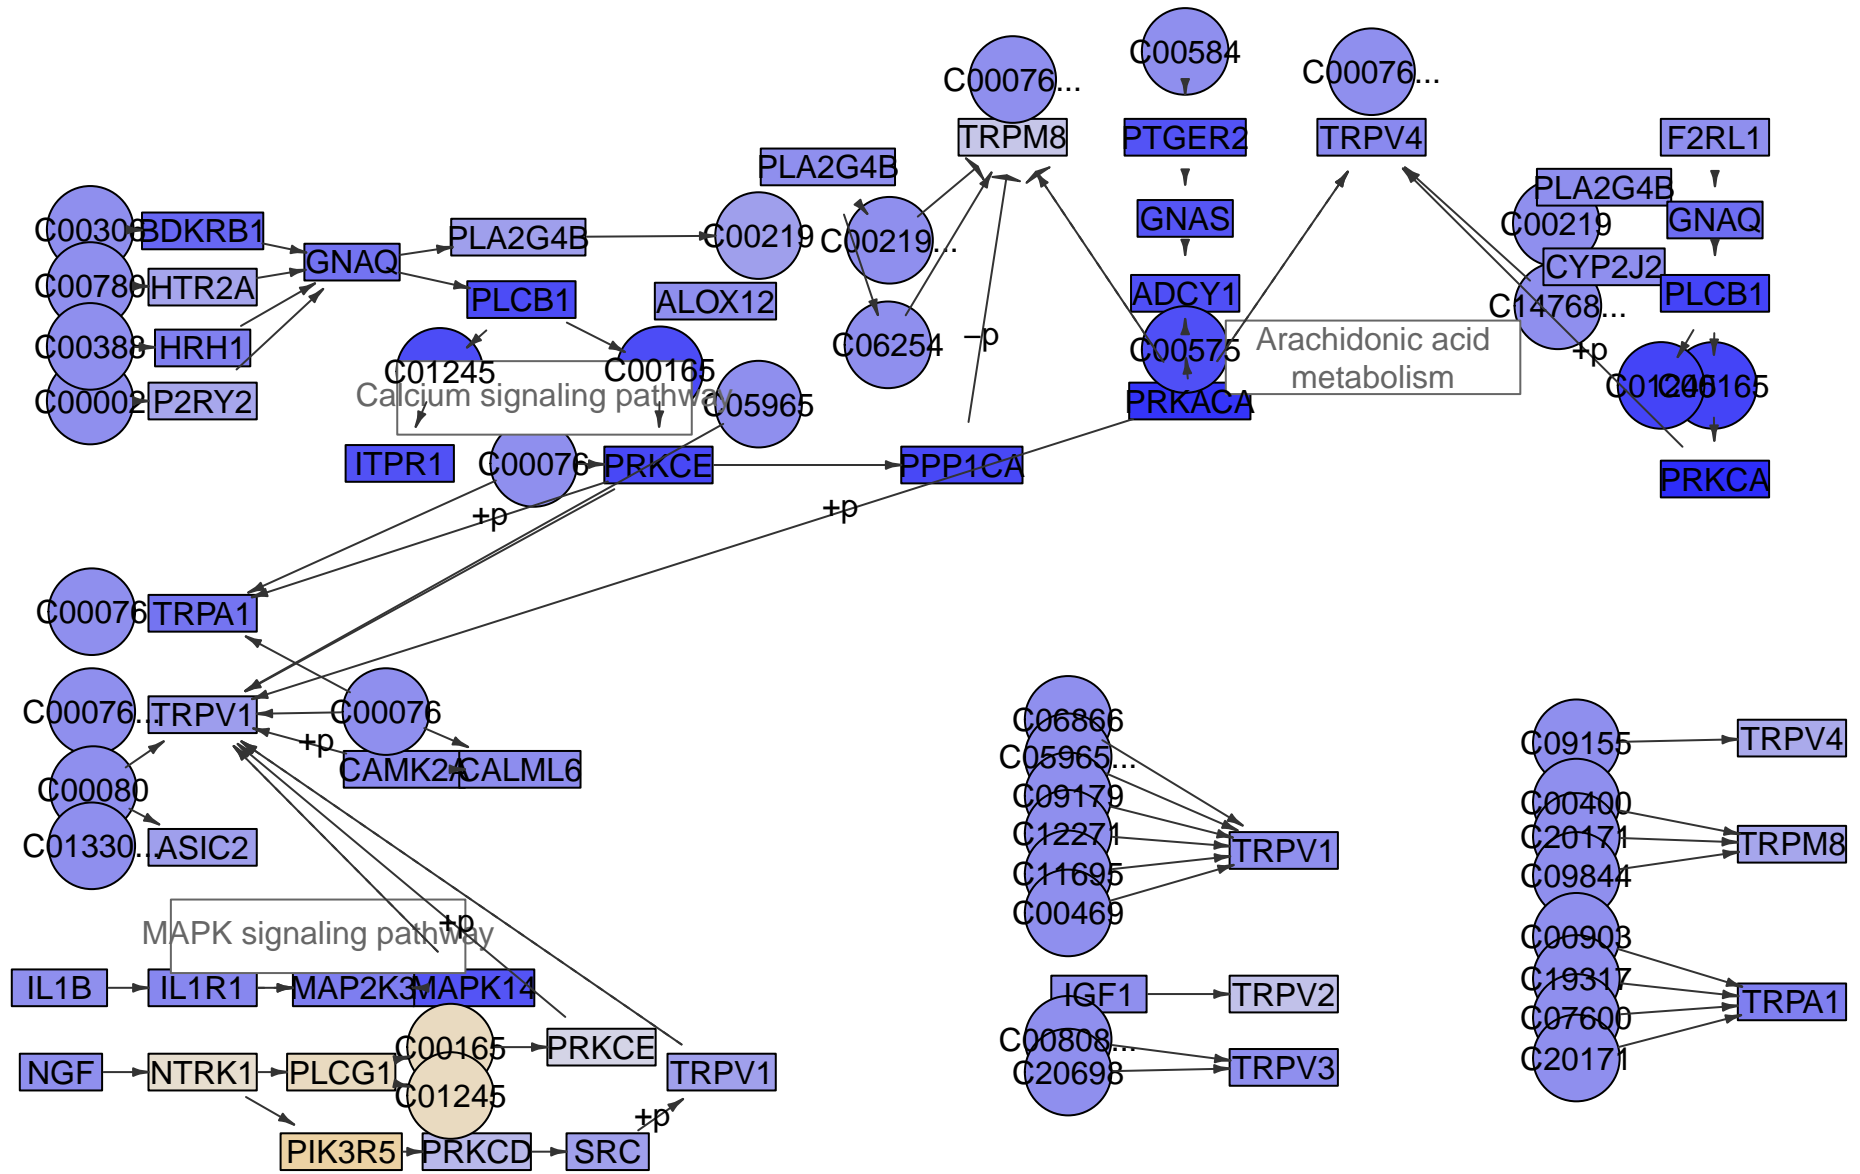 C00584
C00076...
C00076...
TRPM8
PTGER2
TRPV4
F2RL1
PLA2G4B
PLA2G4B
C00219
GNAQ
GNAS
BDKRB1
PLA2G4B
C00219
C00219...
GNAQ
CYP2J2
C00780
HTR2A
PLCB1
ALOX12
ADCY1
PLCB1
C14768...
C00388
HRH1
C06254
–p
C00575
Arachidonic acid
metabolism
+p
C01245
C00165
Calcium signaling pathway
C00002
P2RY2
C05965
PRKACA
C01245
C00165
ITPR1
C00076
PRKCE
PPP1CA
PRKCA
+p
+p
C00076
TRPA1
C00076...
TRPV1
C00076
C06866
+p
C05965...
C09155
TRPV4
CAMK2A
CALML6
C00080
C09179
C00400
C01330...
ASIC2
C12271
TRPV1
C20171
TRPM8
C11695
C09844
C00469
+p
MAPK signaling pathway
C00903
IL1B
IL1R1
MAP2K3
MAPK14
IGF1
TRPV2
C19317
TRPA1
C07600
C00165
PRKCE
C00808...
C20171
NGF
NTRK1
PLCG1
TRPV1
C20698
TRPV3
C01245
+p
PIK3R5
PRKCD
SRC